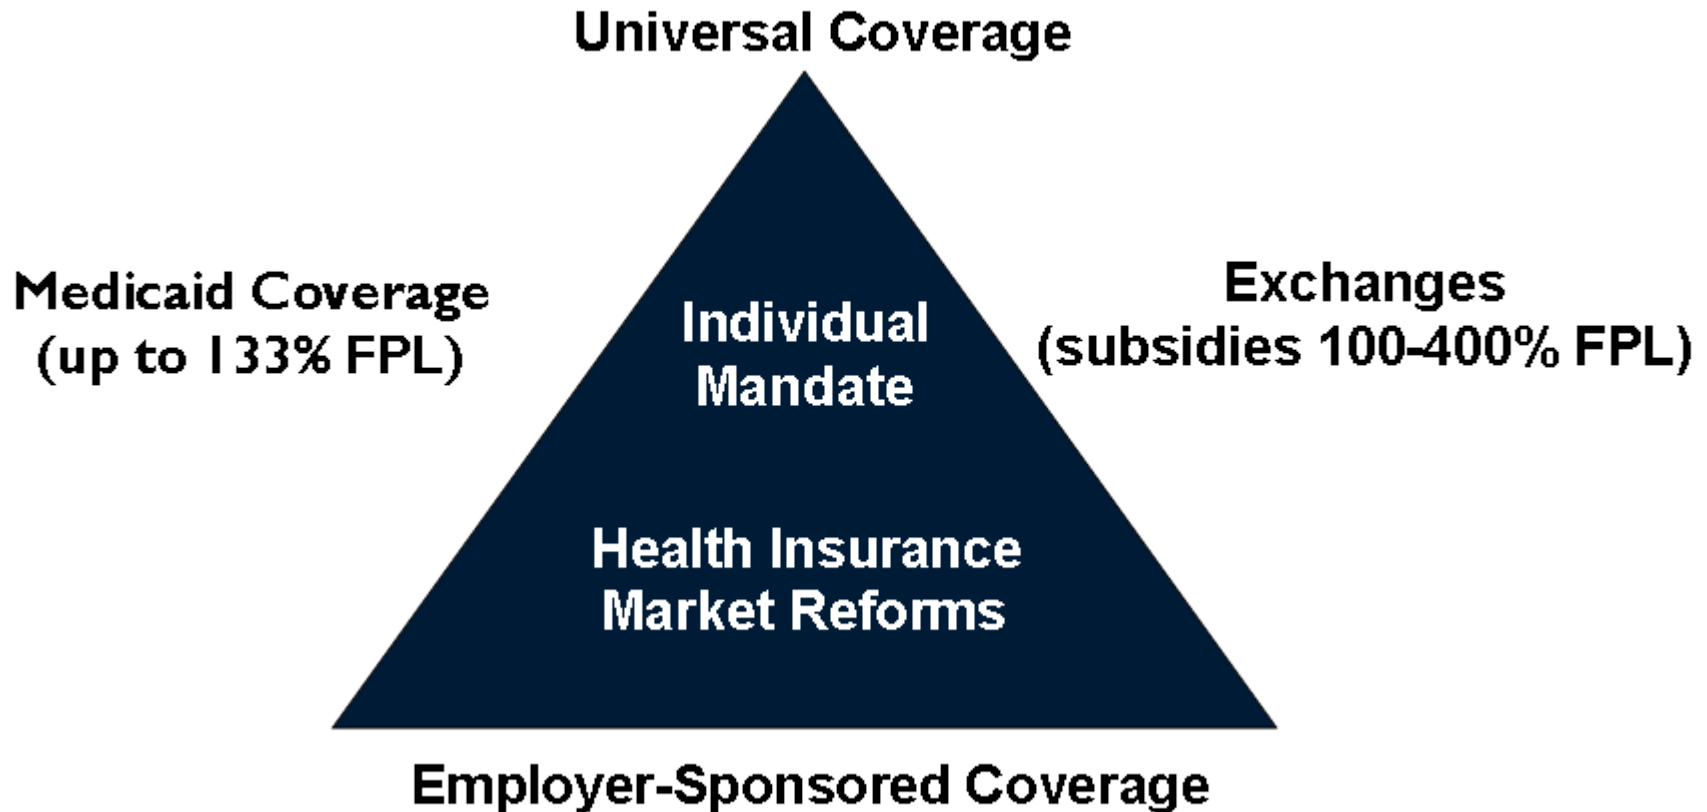 Universal Coverage
Medicaid Coverage
(up to 133% FPL)
Individual
Mandate
Exchanges
(subsidies 100-400% FPL)
Health Insurance
Market Reforms
Employer-Sponsored Coverage